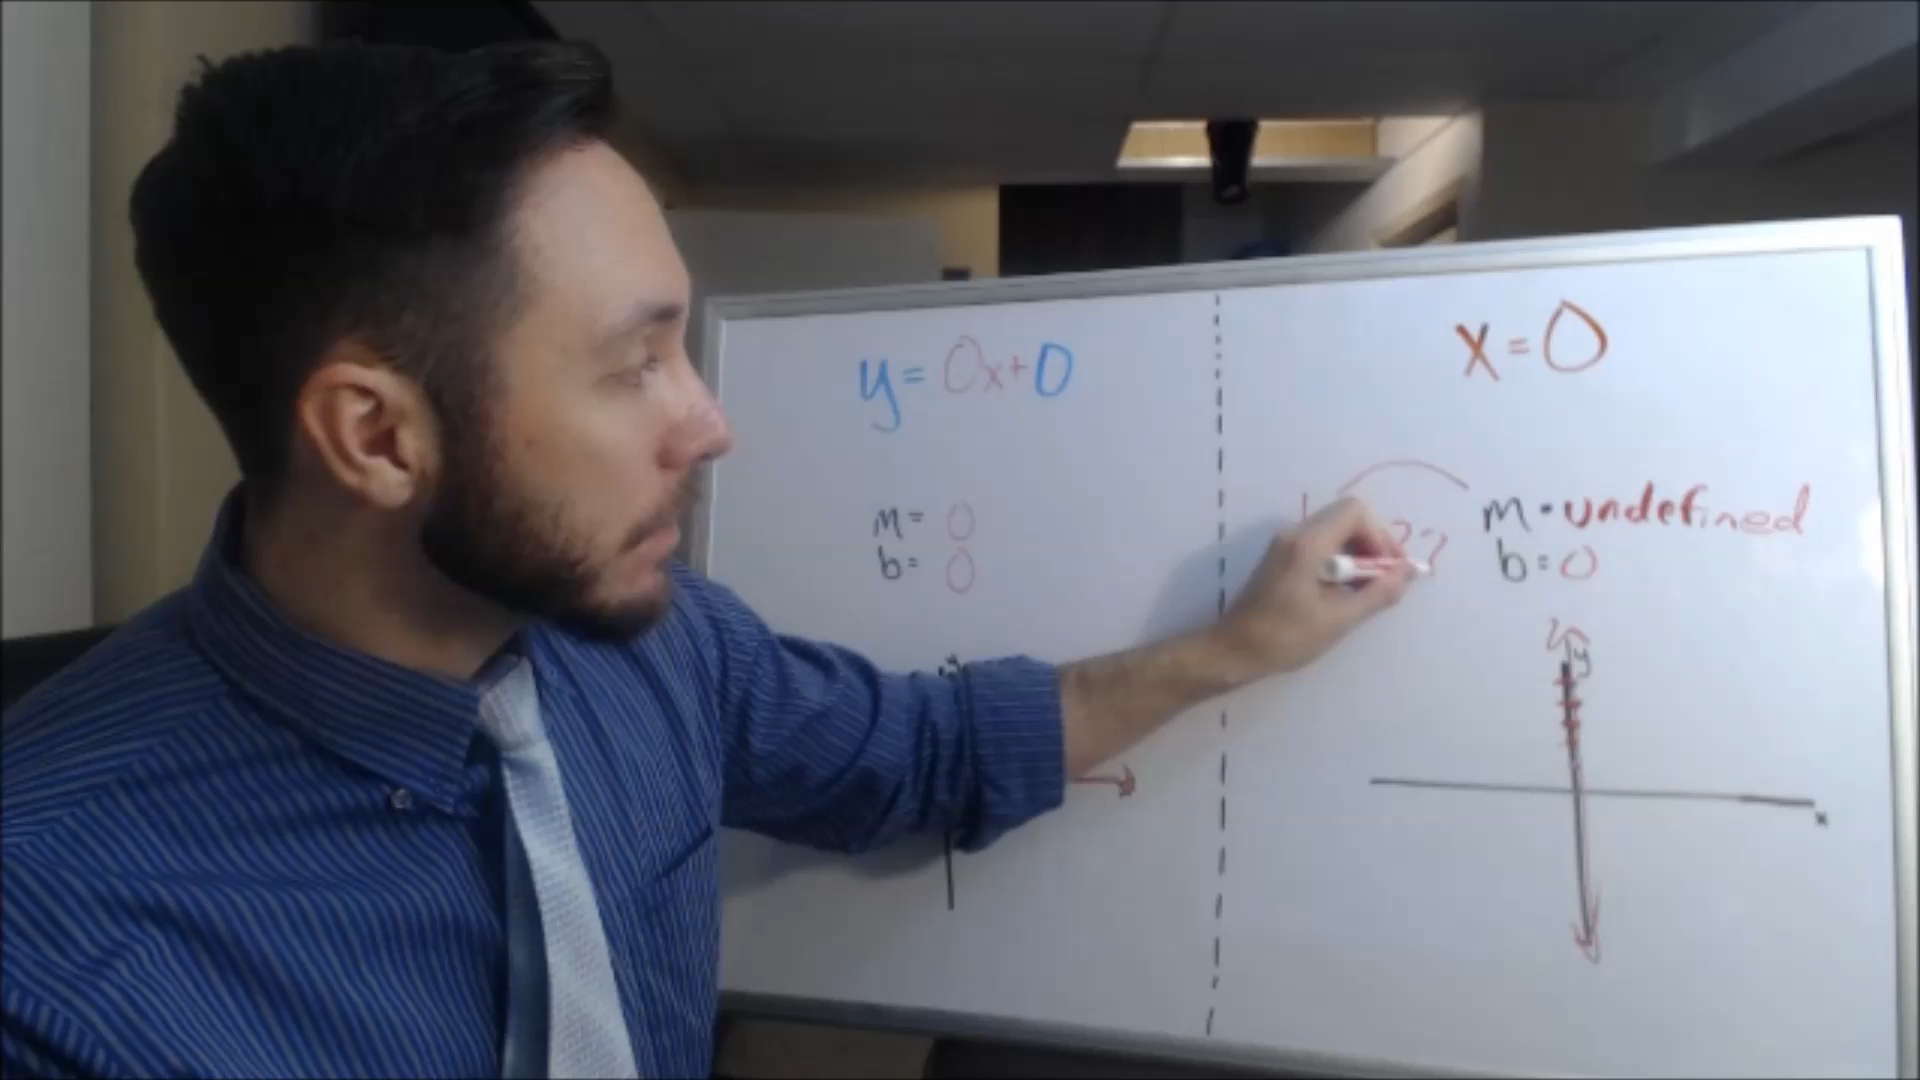 y = 0x + 0
m = 0
b = 0
y
x = 0
??
m = undefined
b = 0
y
x